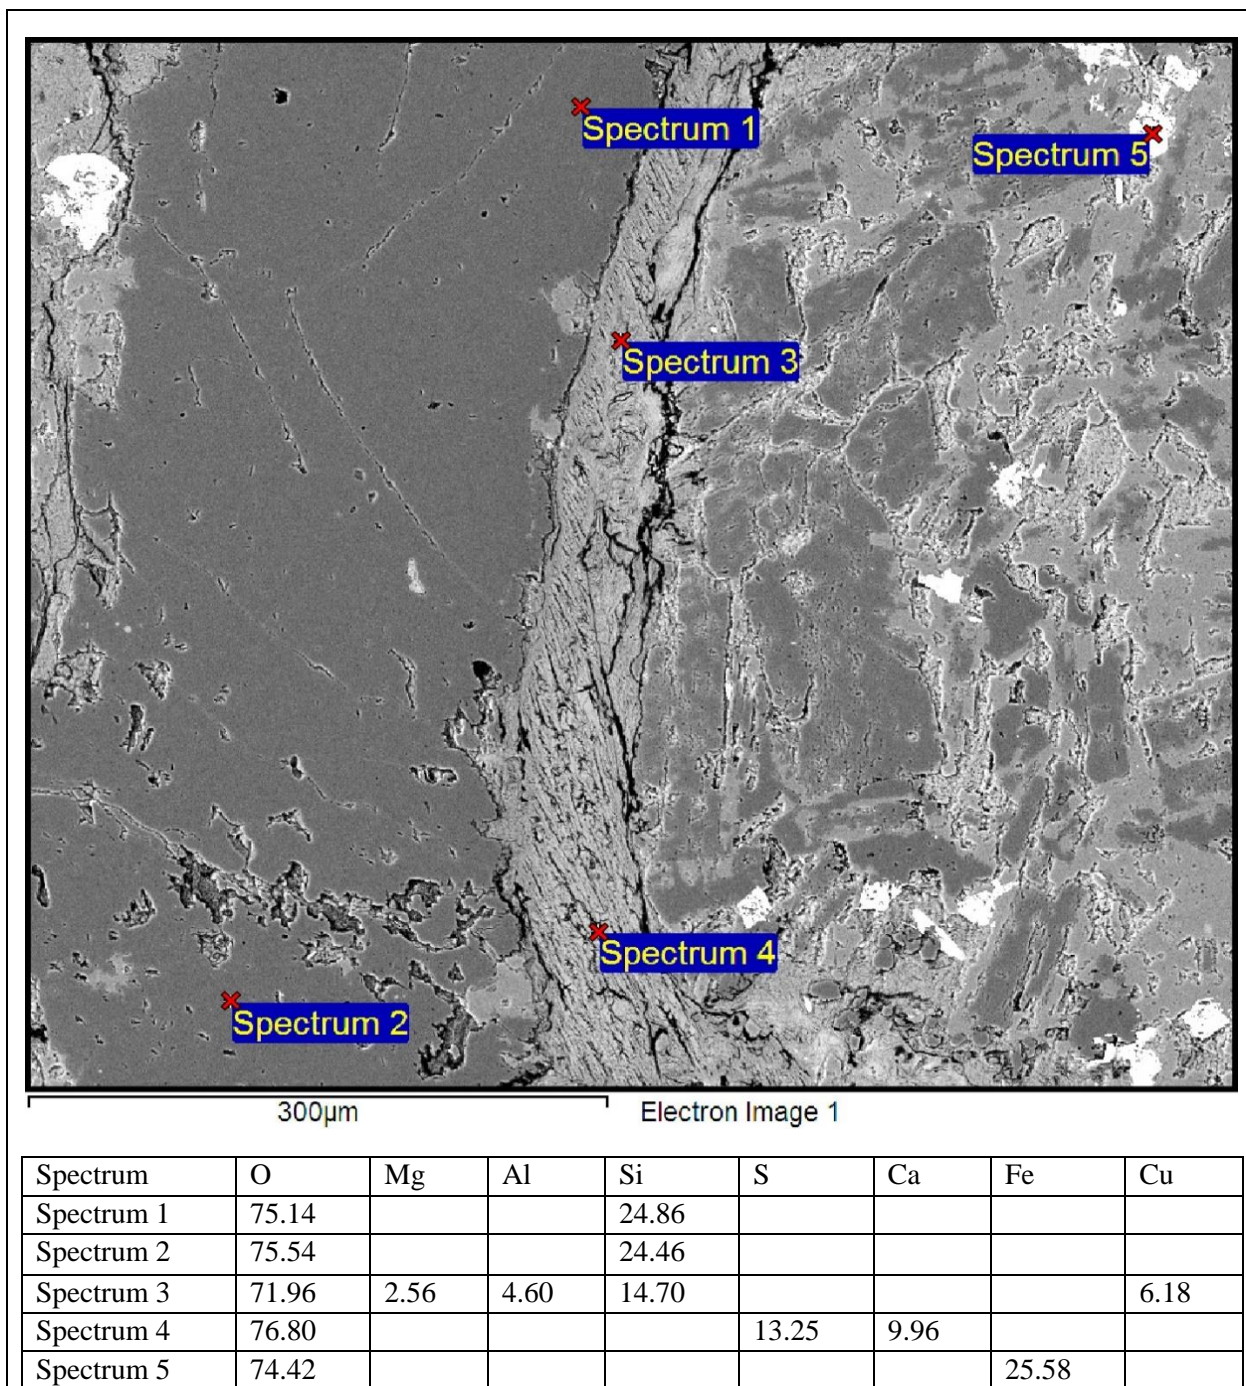 Spectrum 1
Spectrum 5
Spectrum 3
Spectrum 4
Spectrum 2
300µm Electron Image 1
Spectrum O Mg Al Si S Ca Fe Cu
Spectrum 1 75.14 24.86
Spectrum 2 75.54 24.46
Spectrum 3 71.96 2.56 4.60 14.70 6.18
Spectrum 4 76.80 13.25 9.96
Spectrum 5 74.42 25.58